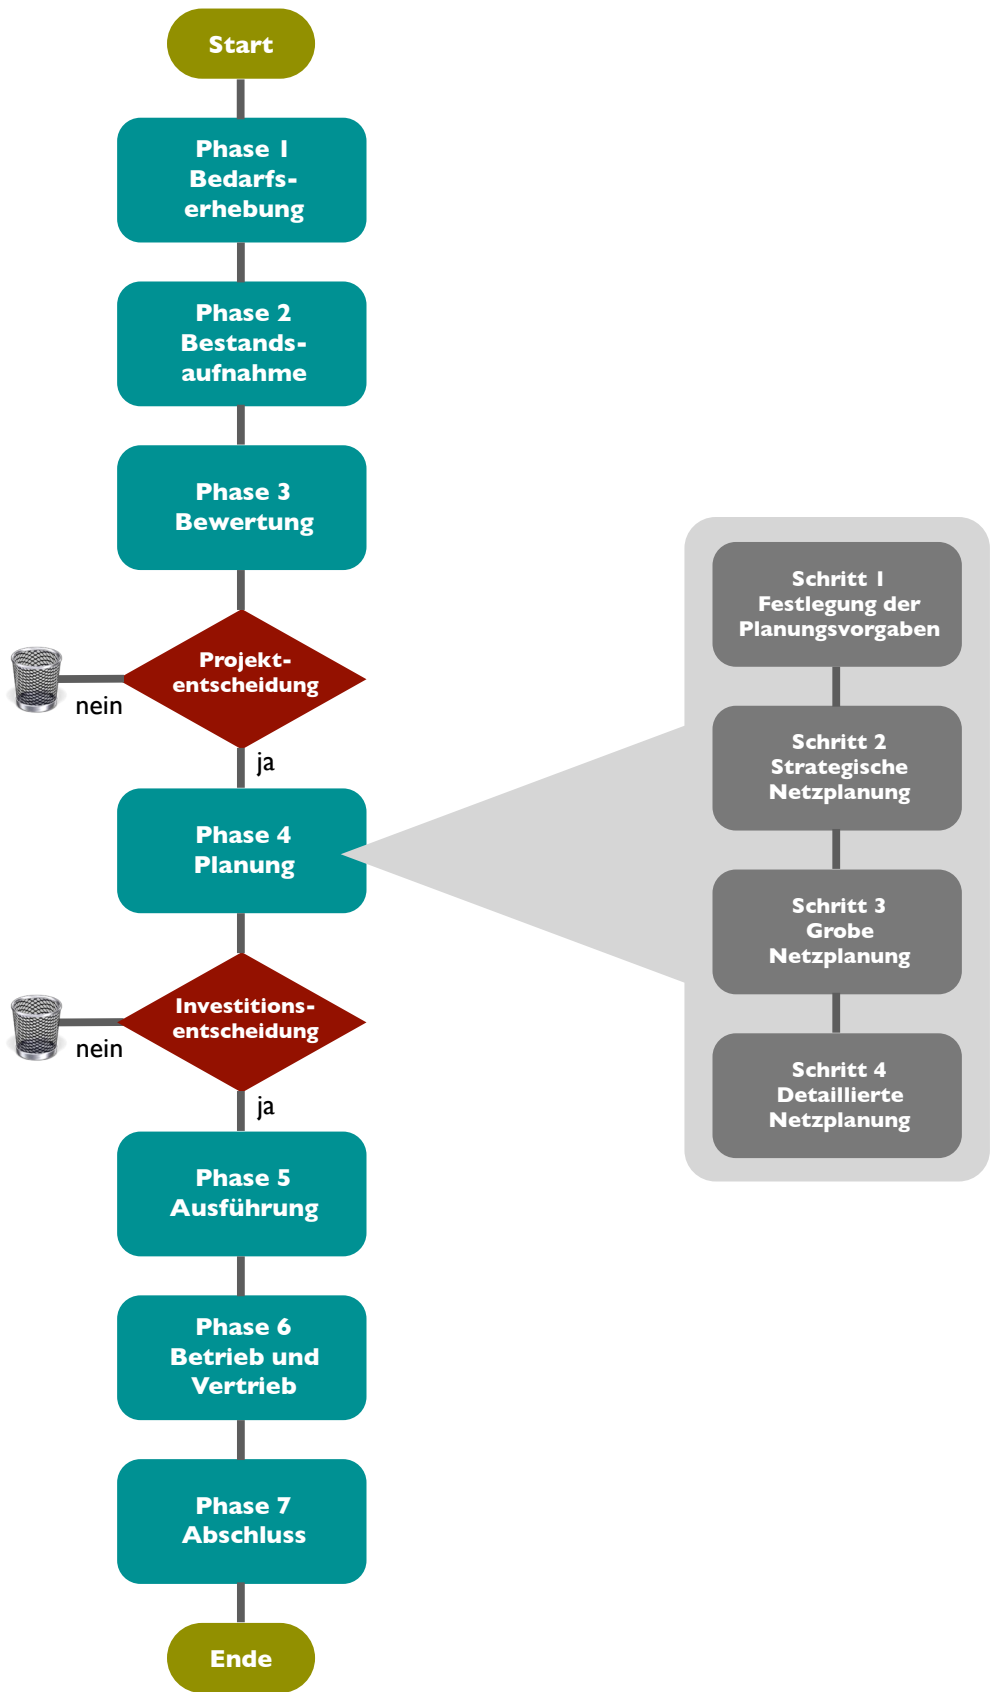 Start
Phase 1
Bedarfs-
erhebung
Phase 2
Bestands-
aufnahme
Phase 3
Bewertung
Projekt-
entscheidung
nein
ja
Phase 4
Planung
Investitions-
entscheidung
nein
ja
Phase 5
Ausführung
Phase 6
Betrieb und
Vertrieb
Phase 7
Abschluss
Ende
Schritt 1
Festlegung der
Planungsvorgaben
Schritt 2
Strategische
Netzplanung
Schritt 3
Grobe
Netzplanung
Schritt 4
Detaillierte
Netzplanung